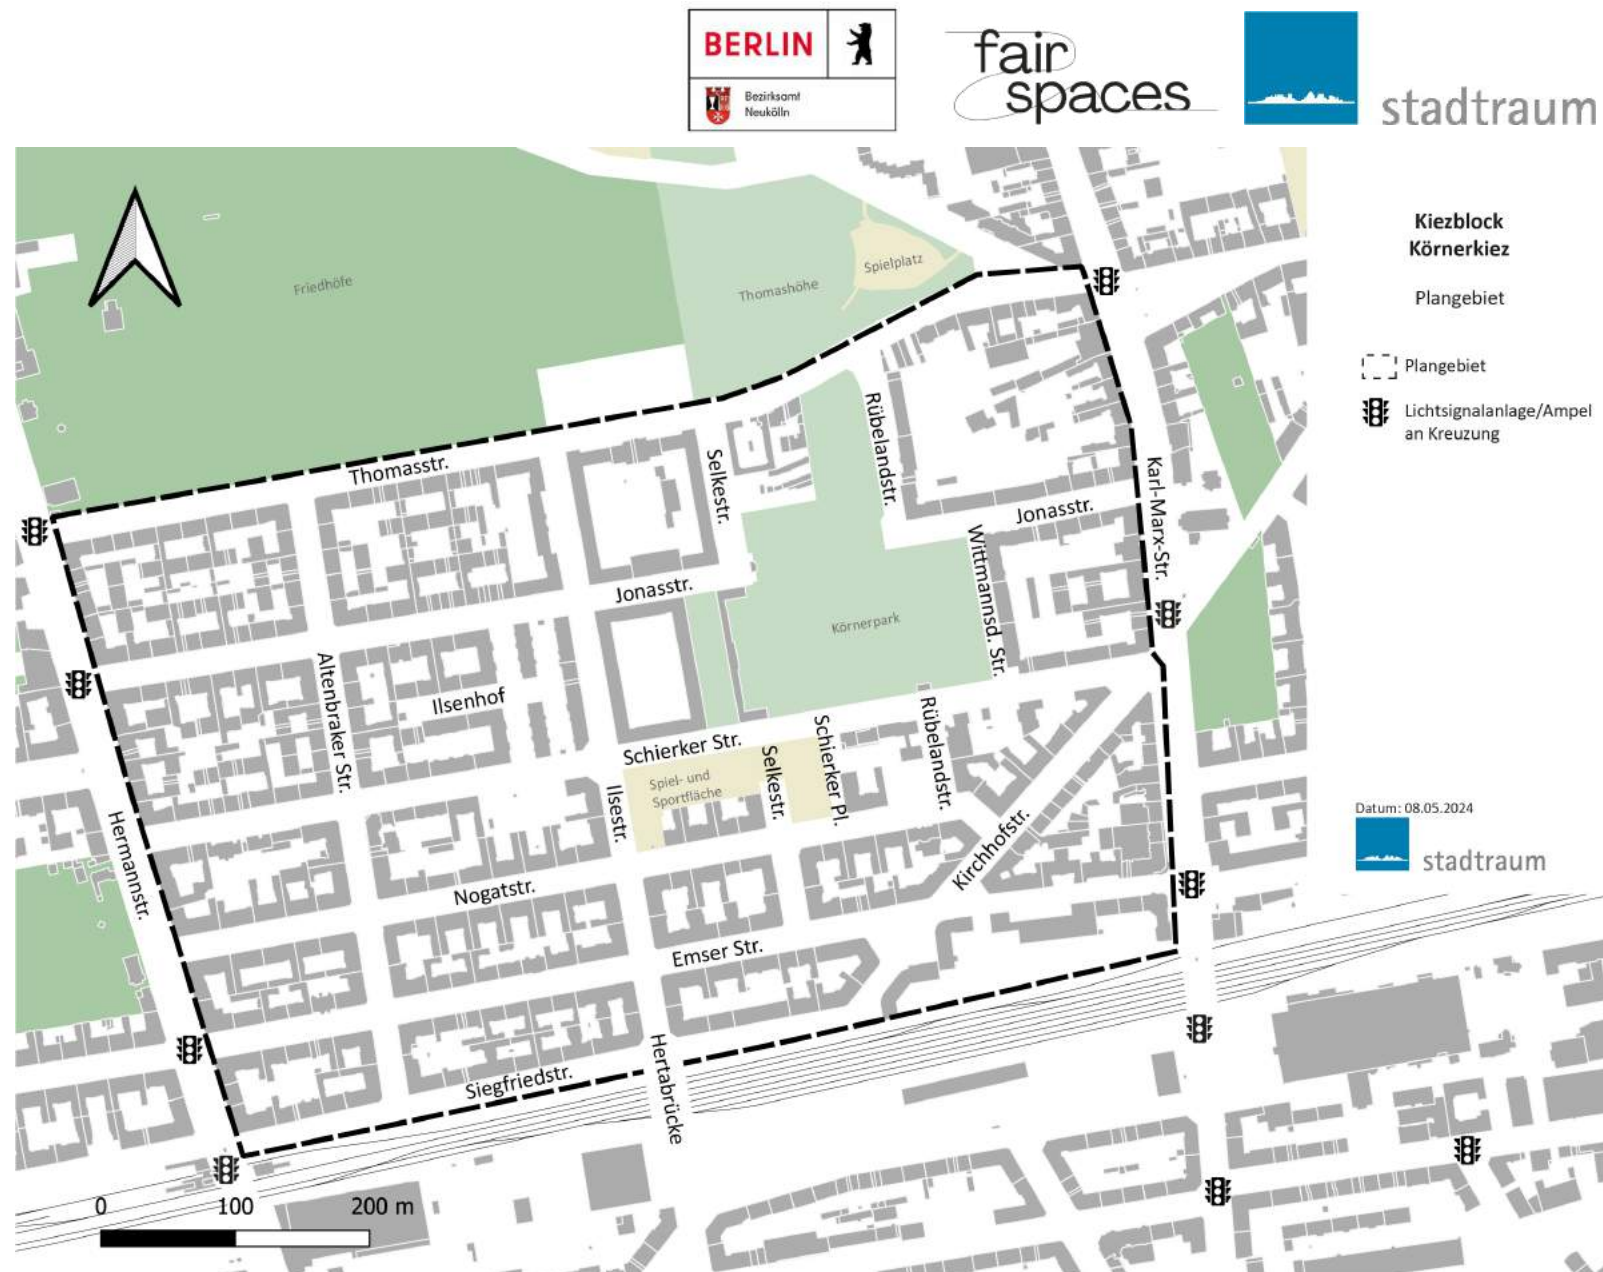 BERLIN
Bezirksamt
Neukölln
fair
spaces
stadtraum
Kiezblock
Körnerkiez
Plangebiet
Plangebiet
Lichtsignalanlage/Ampel
an Kreuzung
Friedhöfe
Thomashöhe
Spielplatz
Thomasstr.
Selkestr.
Rübelandstr.
Karl-Marx-Str.
Jonasstr.
Wittmannsd. Str.
Jonasstr.
Körnerpark
Altenbraker Str.
Ilsenhof
Schierker Str.
Spiel- und
Sportfläche
Selkestr.
Schierker Pl.
Rübelandstr.
Ilsestr.
Kirchhofstr.
Hermannstr.
Nogatstr.
Emser Str.
Siegfriedstr.
Hertabrücke
Datum: 08.05.2024
stadtraum
0 100 200 m